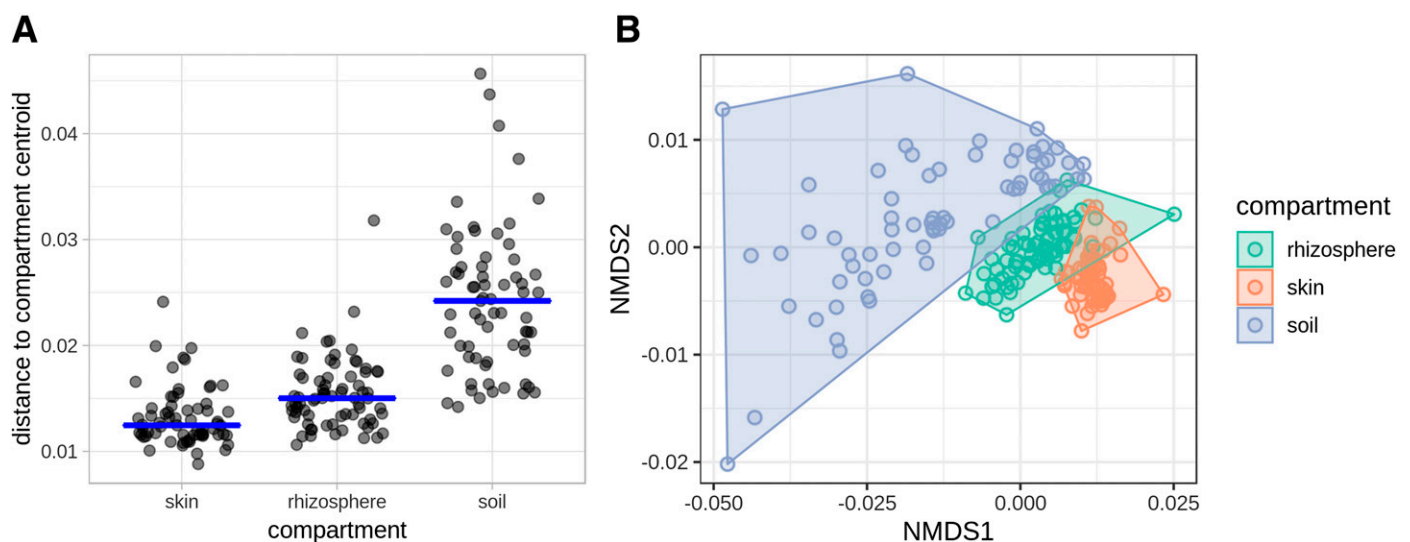 A
distance to compartment centroid
0.04
0.03
0.02
0.01
skin rhizosphere soil
compartment
B
NMDS2
0.01
0.00
-0.01
-0.02
-0.050 -0.025 0.000 0.025
NMDS1
compartment
rhizosphere
skin
soil